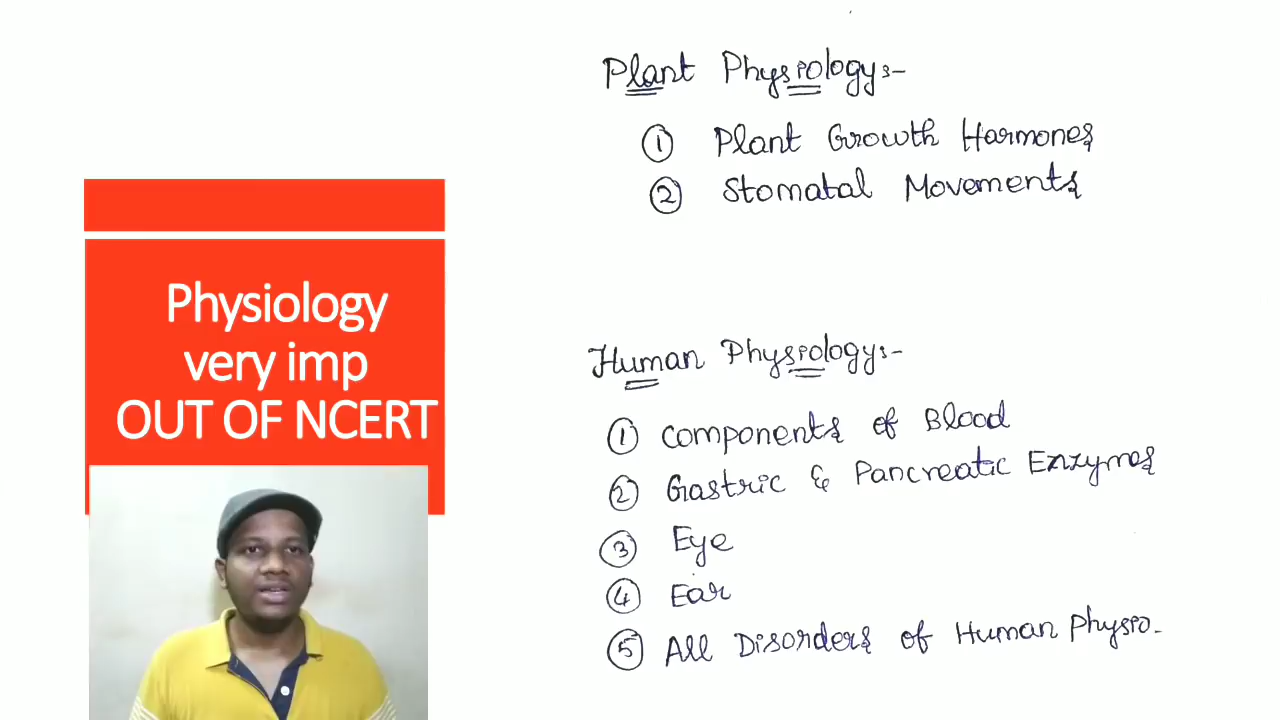 Plant Physiology:-
① Plant Growth Harmones
② Stomatal Movements
Physiology
very imp
OUT OF NCERT
Human Physiology:-
① Components of Blood
② Gastric & Pancreatic Enzymes
③ Eye
④ Ear
⑤ All Disorders of Human Physio-